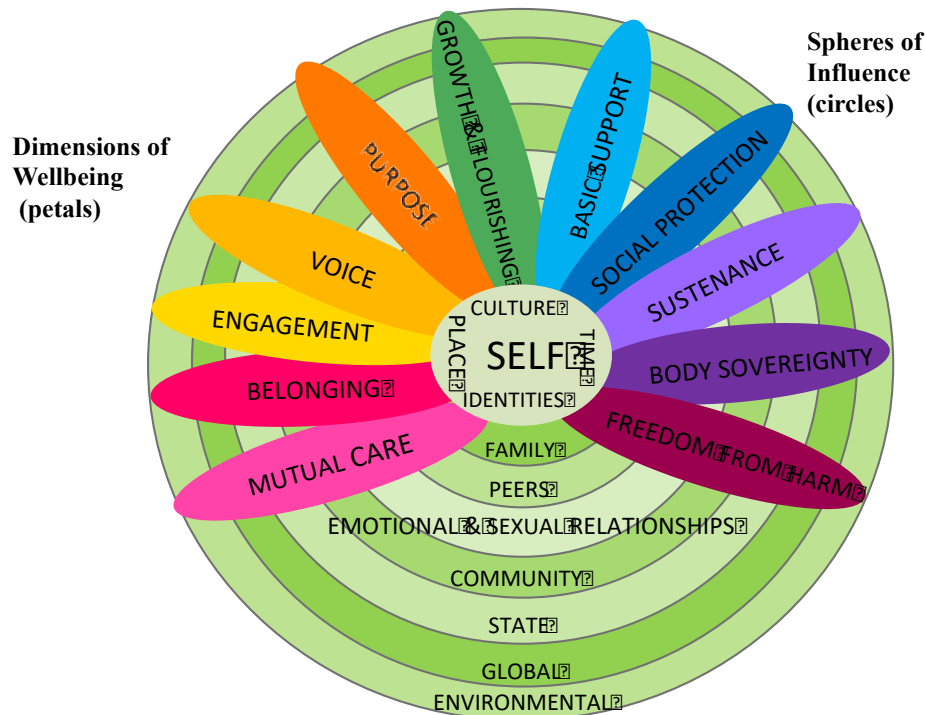 Dimensions of
Wellbeing
(petals)
Spheres of
Influence
(circles)
MUTUAL CARE
BELONGING⍰
ENGAGEMENT
VOICE
PURPOSE
GROWTH⍰&⍰FLOURISHING⍰
BASIC⍰SUPPORT
SOCIAL PROTECTION
SUSTENANCE
BODY SOVEREIGNTY
FREEDOM⍰FROM⍰HARM⍰
CULTURE⍰
PLACE⍰
SELF⍰
TIME⍰
IDENTITIES⍰
FAMILY⍰
PEERS⍰
EMOTIONAL⍰&⍰SEXUAL⍰RELATIONSHIPS⍰
COMMUNITY⍰
STATE⍰
GLOBAL⍰
ENVIRONMENTAL⍰